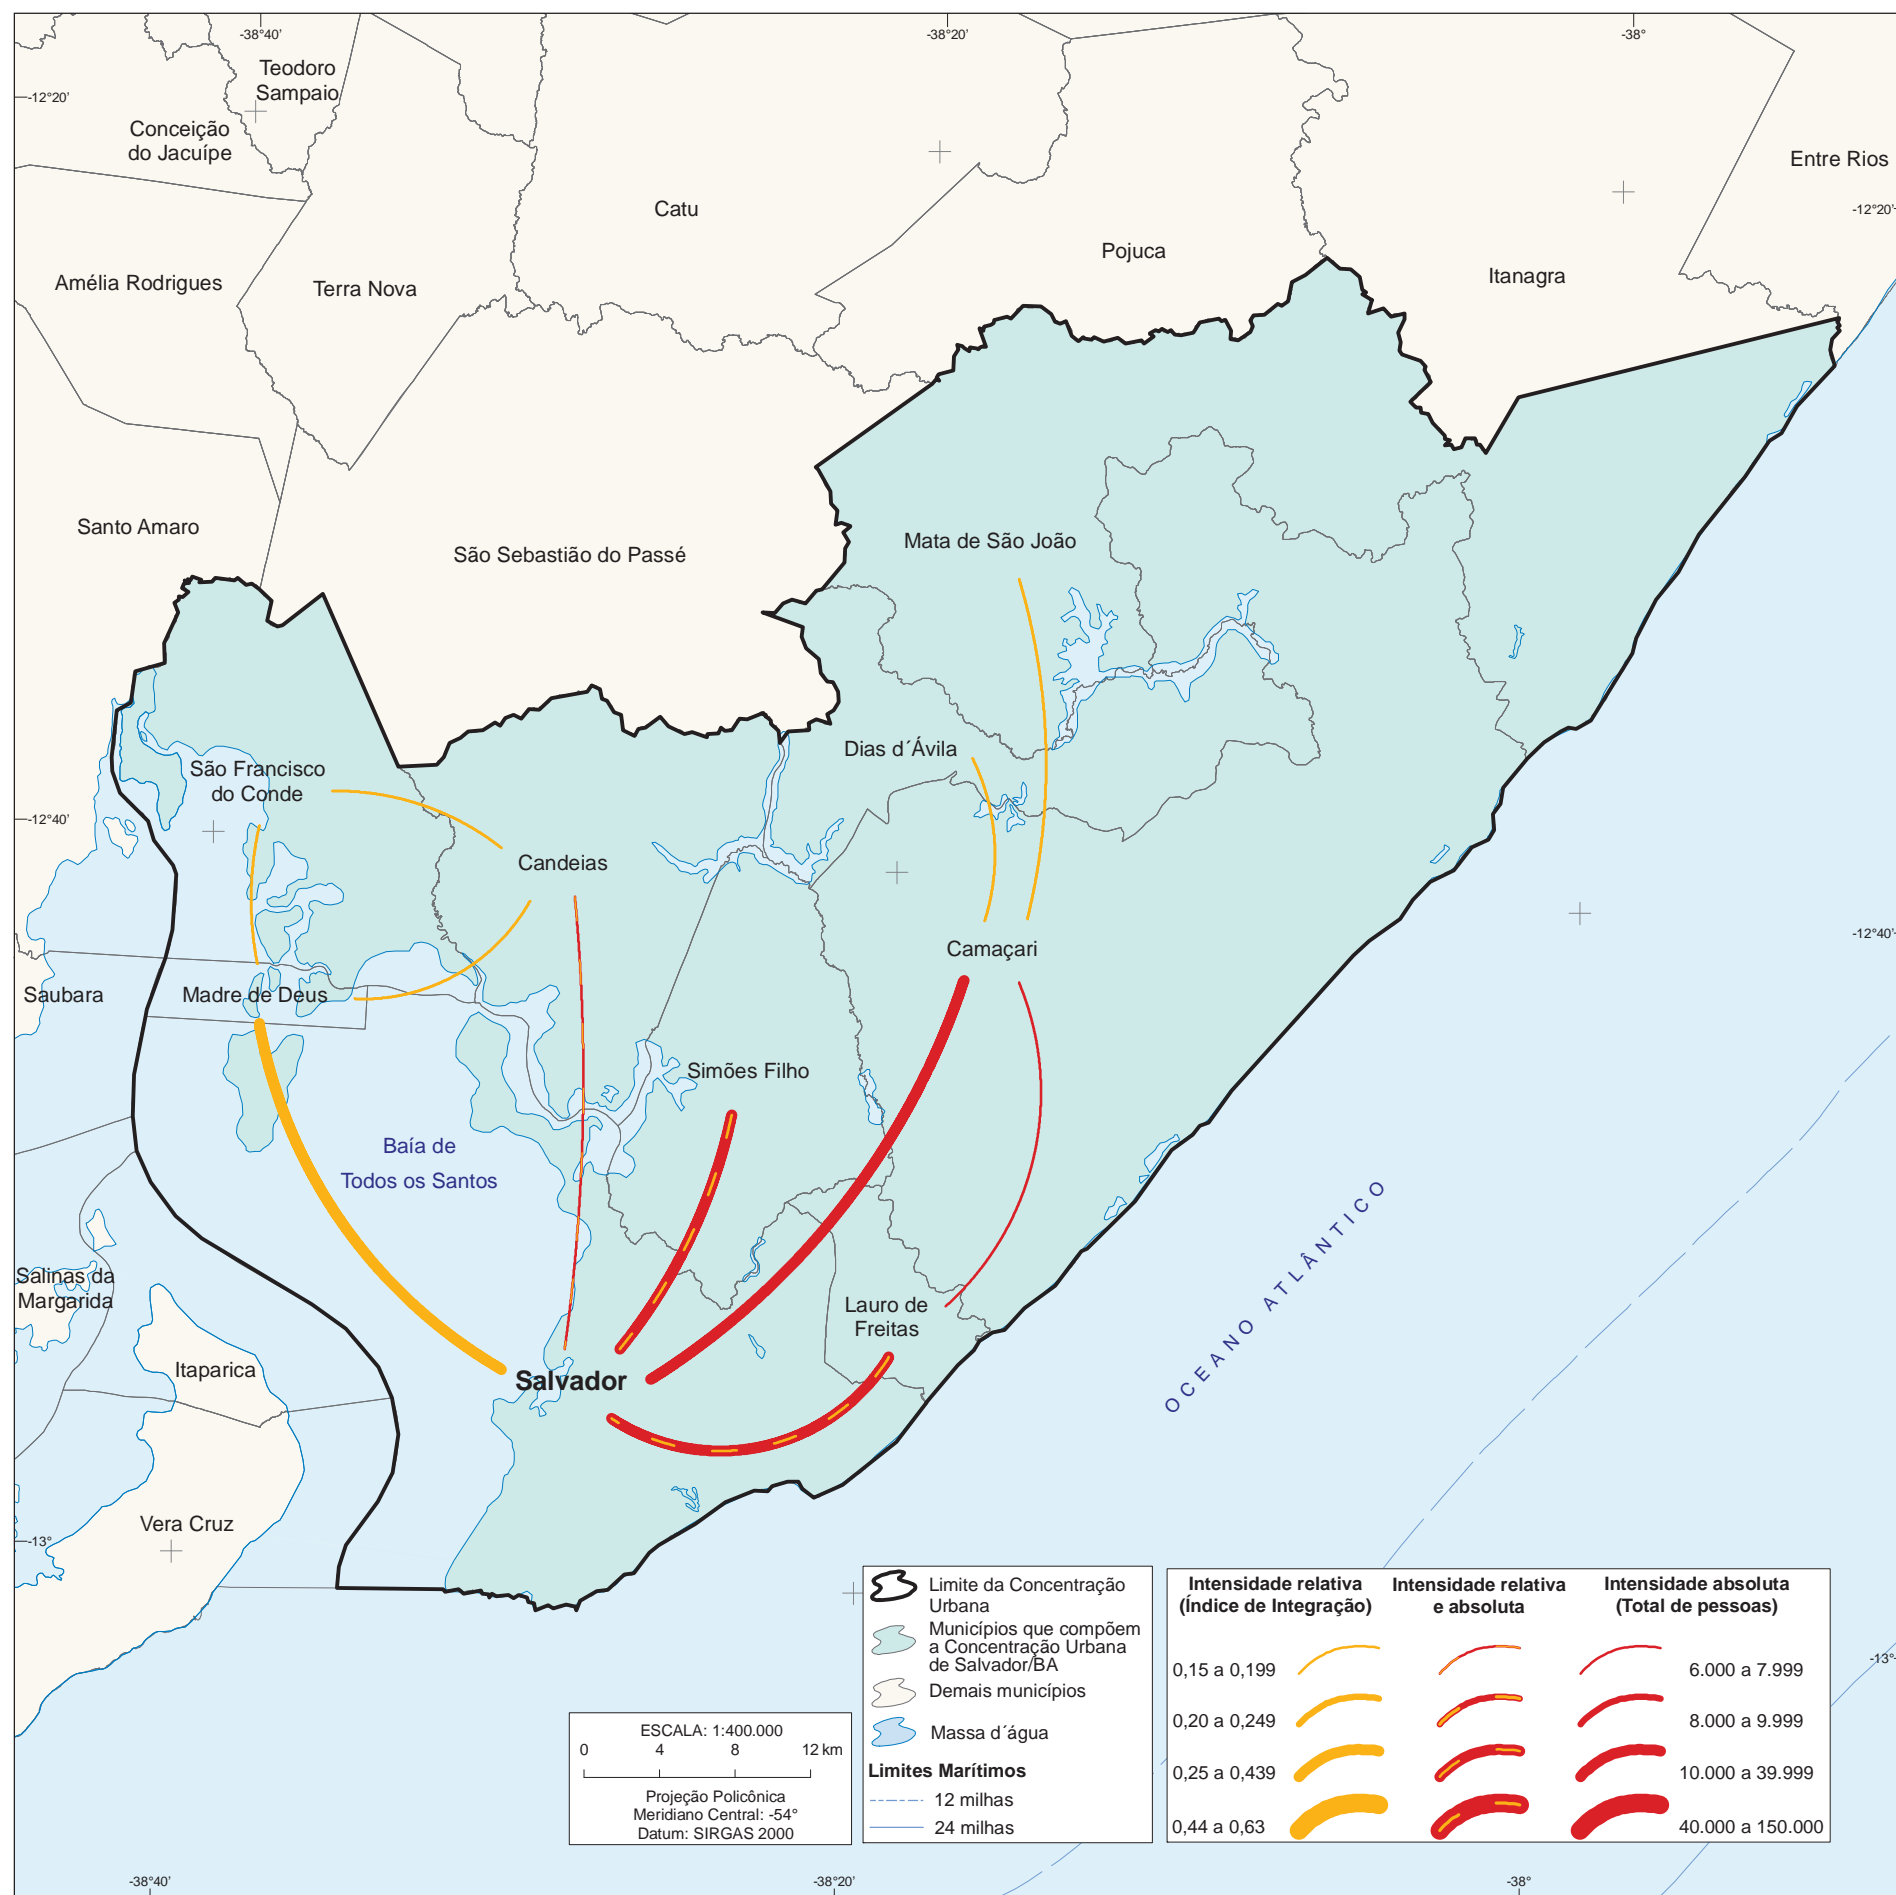 -38°40'
-38°20'
-38°
-12°20'
Teodoro
Sampaio
Conceição
do Jacuípe
Entre Rios
-12°20'
Catu
Pojuca
Itanagra
Amélia Rodrigues
Terra Nova
Santo Amaro
São Sebastião do Passé
Mata de São João
Dias d´Ávila
São Francisco
do Conde
-12°40'
Candeias
-12°40'
Camaçari
Saubara
Madre de Deus
Simões Filho
Baía de
Todos os Santos
OCEANO ATLÂNTICO
Salinas da
Margarida
Lauro de
Freitas
Itaparica
Salvador
Vera Cruz
-13°
-13°
Limite da Concentração
Urbana
Municípios que compõem
a Concentração Urbana
de Salvador/BA
Demais municípios
Massa d´água
Limites Marítimos
12 milhas
24 milhas
ESCALA: 1:400.000
0 4 8 12 km
Projeção Policônica
Meridiano Central: -54°
Datum: SIRGAS 2000
Intensidade relativa
(Índice de Integração)
Intensidade relativa
e absoluta
Intensidade absoluta
(Total de pessoas)
0,15 a 0,199
6.000 a 7.999
0,20 a 0,249
8.000 a 9.999
0,25 a 0,439
10.000 a 39.999
0,44 a 0,63
40.000 a 150.000
-38°40'
-38°20'
-38°